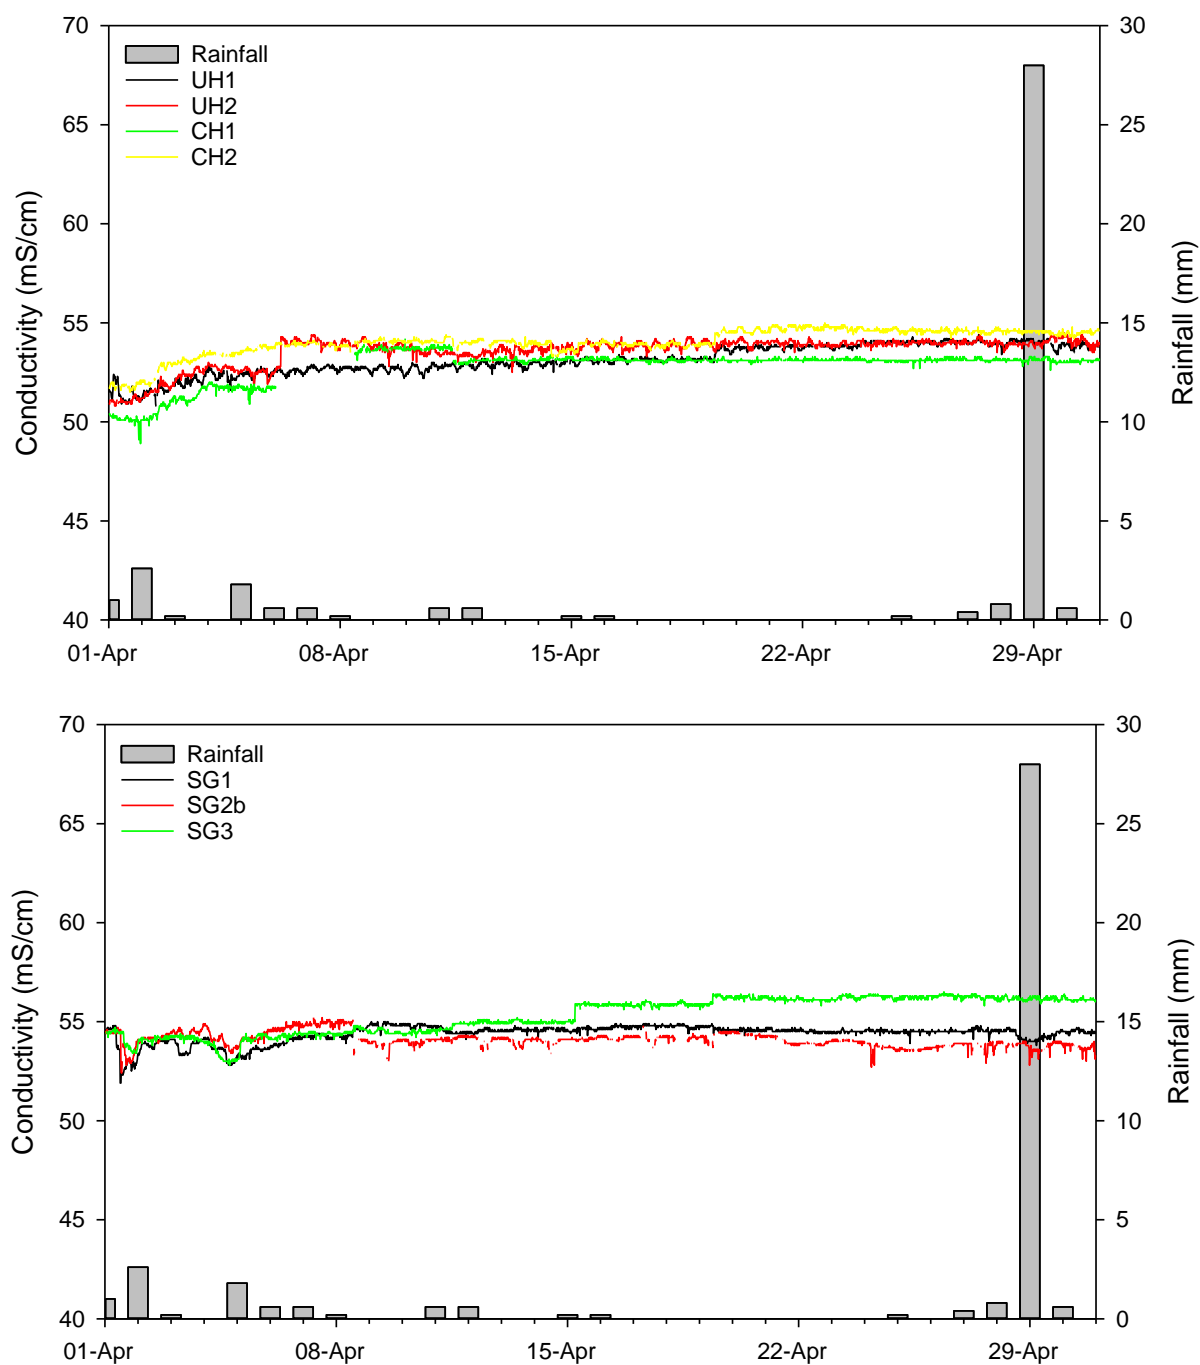 70
65
60
55
50
45
40
Conductivity (mS/cm)
Rainfall
UH1
UH2
CH1
CH2
30
25
20
15
10
5
0
Rainfall (mm)
01-Apr
08-Apr
15-Apr
22-Apr
29-Apr
70
65
60
55
50
45
40
Conductivity (mS/cm)
Rainfall
SG1
SG2b
SG3
30
25
20
15
10
5
0
Rainfall (mm)
01-Apr
08-Apr
15-Apr
22-Apr
29-Apr